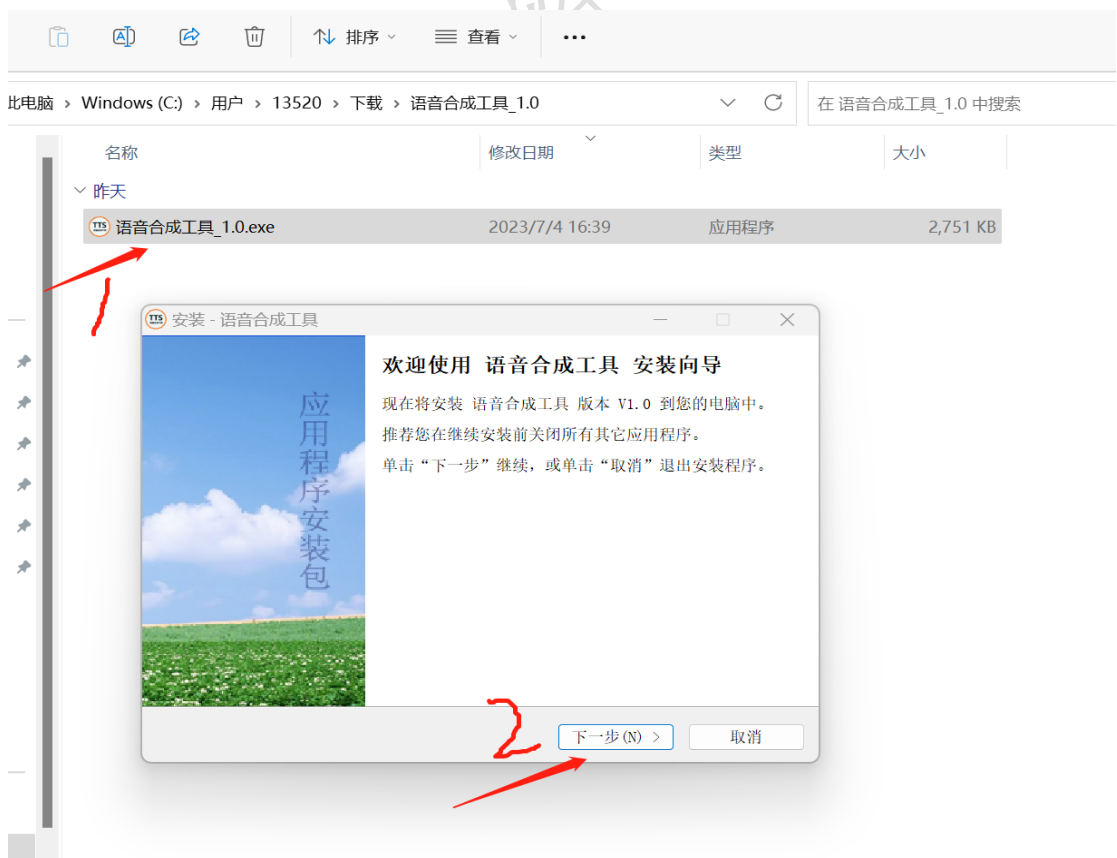 排序 查看
此电脑 > Windows (C:) > 用户 > 13520 > 下载 > 语音合成工具_1.0 在 语音合成工具_1.0 中搜索
名称 修改日期 类型 大小
昨天
TTS 语音合成工具_1.0.exe 2023/7/4 16:39 应用程序 2,751 KB
1
TTS 安装 - 语音合成工具
应用程序安装包
欢迎使用 语音合成工具 安装向导
现在将安装 语音合成工具 版本 V1.0 到您的电脑中。
推荐您在继续安装前关闭所有其它应用程序。
单击“下一步”继续，或单击“取消”退出安装程序。
2
下一步(N) > 取消